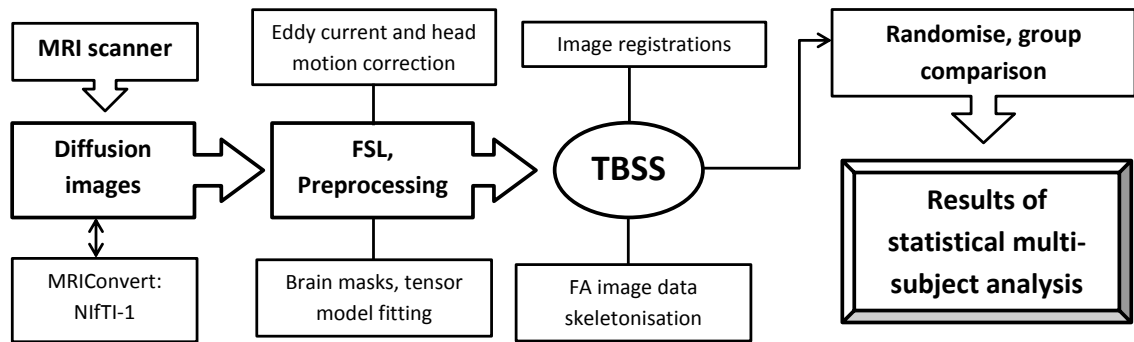 MRI scanner
Diffusion
images
MRIConvert:
NIfTI-1
Eddy current and head
motion correction
FSL,
Preprocessing
Brain masks, tensor
model fitting
Image registrations
TBSS
FA image data
skeletonisation
Randomise, group
comparison
Results of
statistical multi-
subject analysis